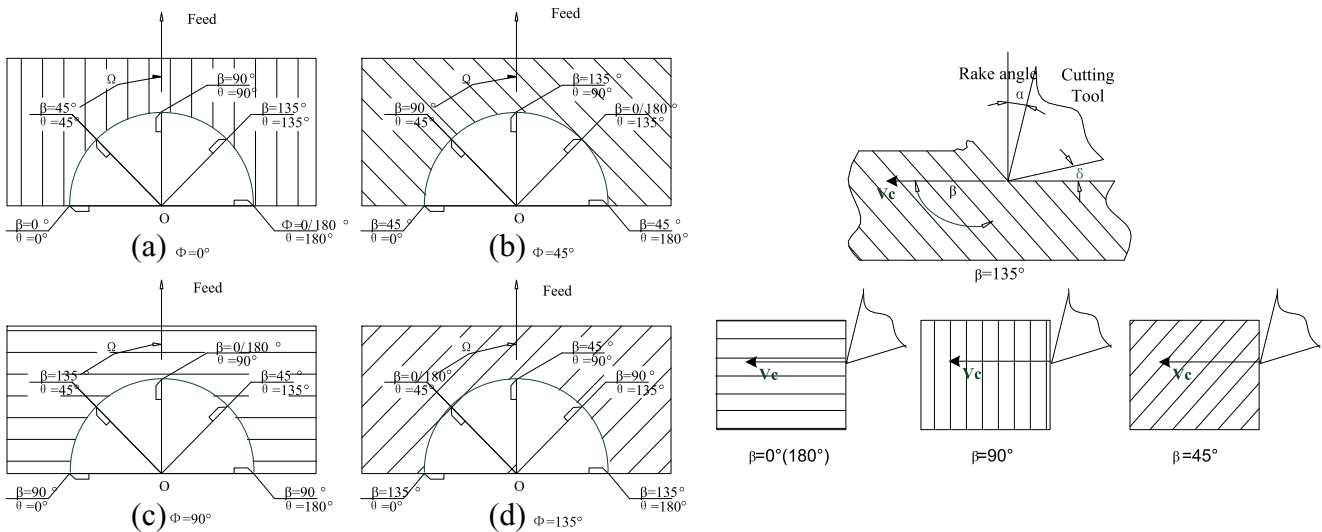 Feed
Ω
β=90°
θ=90°
β=45°
θ=45°
β=135°
θ=135°
β=0°
θ=0°
O
Φ=0/180°
θ=180°
(a) Φ=0°
Feed
Ω
β=135°
θ=90°
β=90°
θ=45°
β=0/180°
θ=135°
β=45°
θ=0°
O
β=45
θ=180°
(b) Φ=45°
Feed
Ω
β=0/180°
θ=90°
β=135°
θ=45°
β=45°
θ=135°
β=90°
θ=0°
O
β=90
θ=180°
(c) Φ=90°
Feed
Ω
β=45°
θ=90°
β=0/180°
θ=45°
β=90°
θ=135°
β=135°
θ=0°
O
β=135°
θ=180°
(d) Φ=135°
Rake angle
Cutting
Tool
α
δ
Vc
β
β=135°
Vc
Vc
Vc
β=0°(180°)
β=90°
β=45°